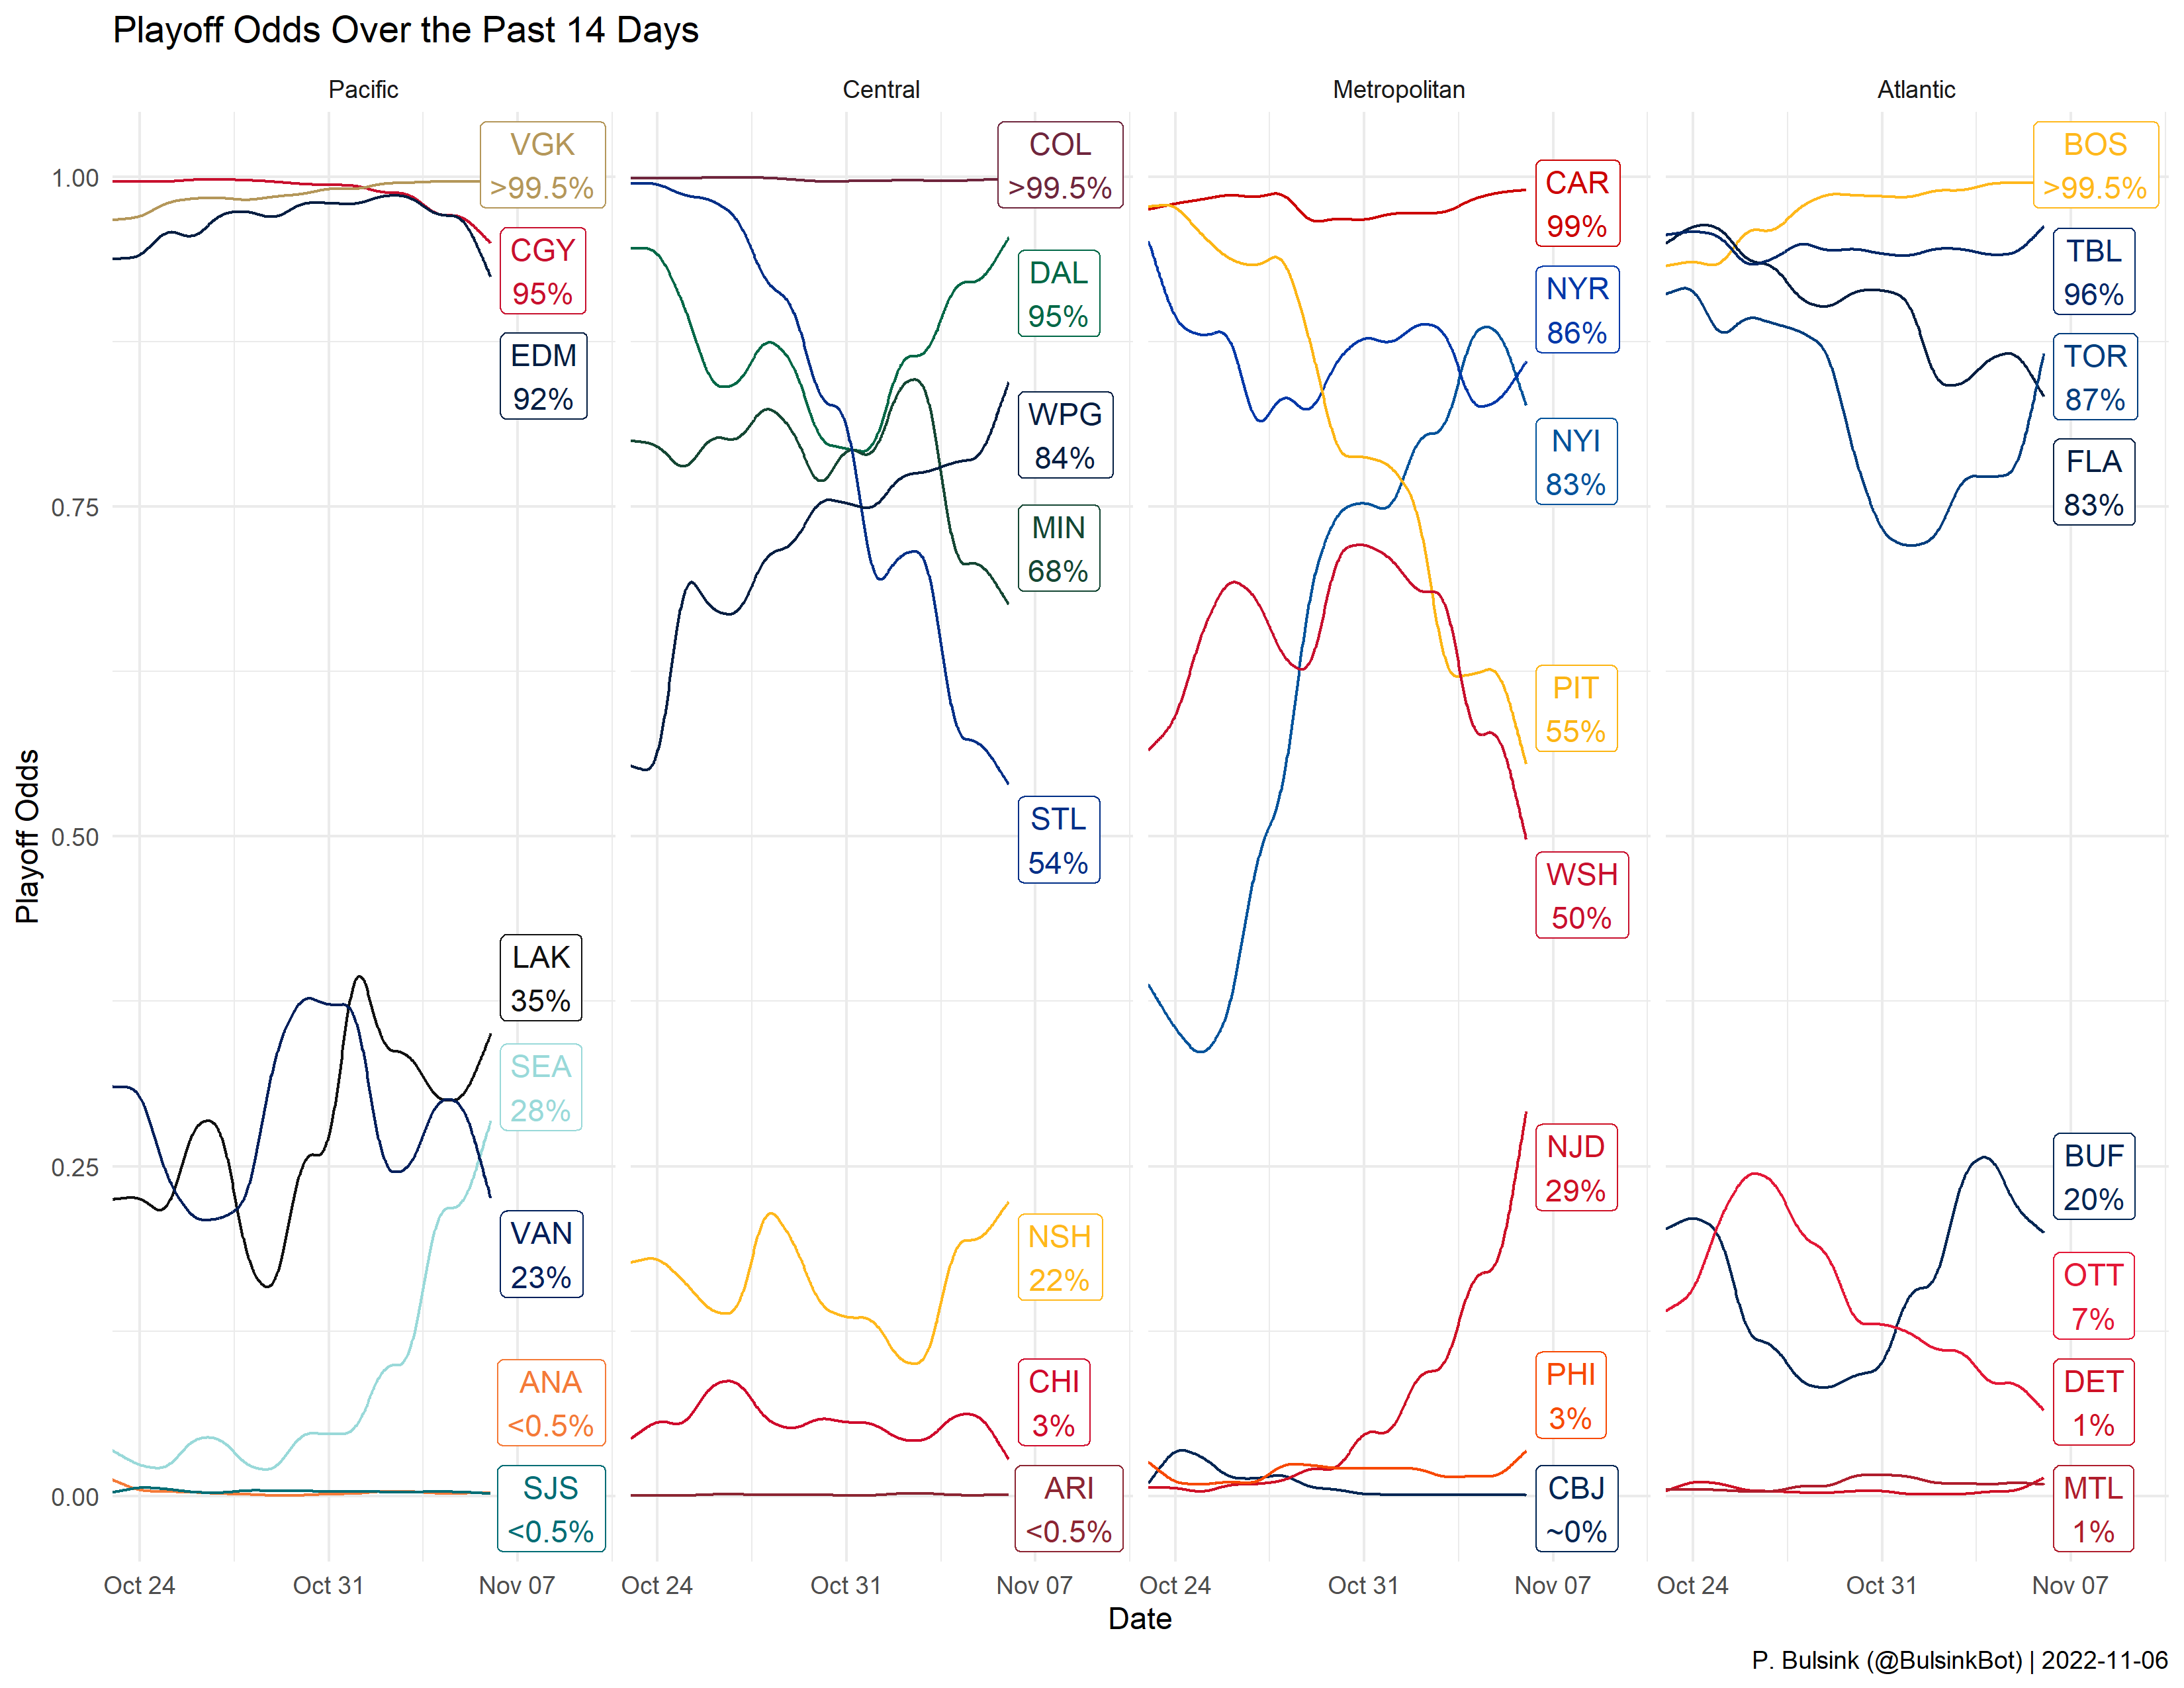 Playoff Odds Over the Past 14 Days
Pacific
Central
Metropolitan
Atlantic
Playoff Odds
1.00
0.75
0.50
0.25
0.00
VGK
>99.5%
CGY
95%
EDM
92%
LAK
35%
SEA
28%
VAN
23%
ANA
<0.5%
SJS
<0.5%
COL
>99.5%
DAL
95%
WPG
84%
MIN
68%
STL
54%
NSH
22%
CHI
3%
ARI
<0.5%
CAR
99%
NYR
86%
NYI
83%
PIT
55%
WSH
50%
NJD
29%
PHI
3%
CBJ
~0%
BOS
>99.5%
TBL
96%
TOR
87%
FLA
83%
BUF
20%
OTT
7%
DET
1%
MTL
1%
Oct 24
Oct 31
Nov 07
Oct 24
Oct 31
Nov 07
Oct 24
Oct 31
Nov 07
Oct 24
Oct 31
Nov 07
Date
P. Bulsink (@BulsinkBot) | 2022-11-06